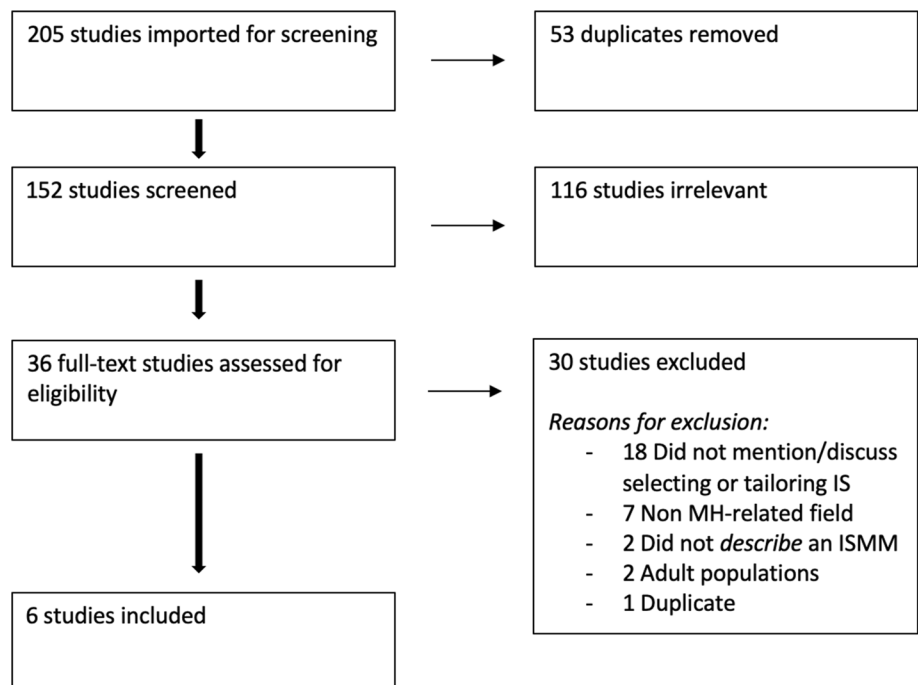 205 studies imported for screening
53 duplicates removed
152 studies screened
116 studies irrelevant
36 full-text studies assessed for
eligibility
30 studies excluded
Reasons for exclusion:
- 18 Did not mention/discuss
selecting or tailoring IS
- 7 Non MH-related field
- 2 Did not describe an ISMM
- 2 Adult populations
- 1 Duplicate
6 studies included